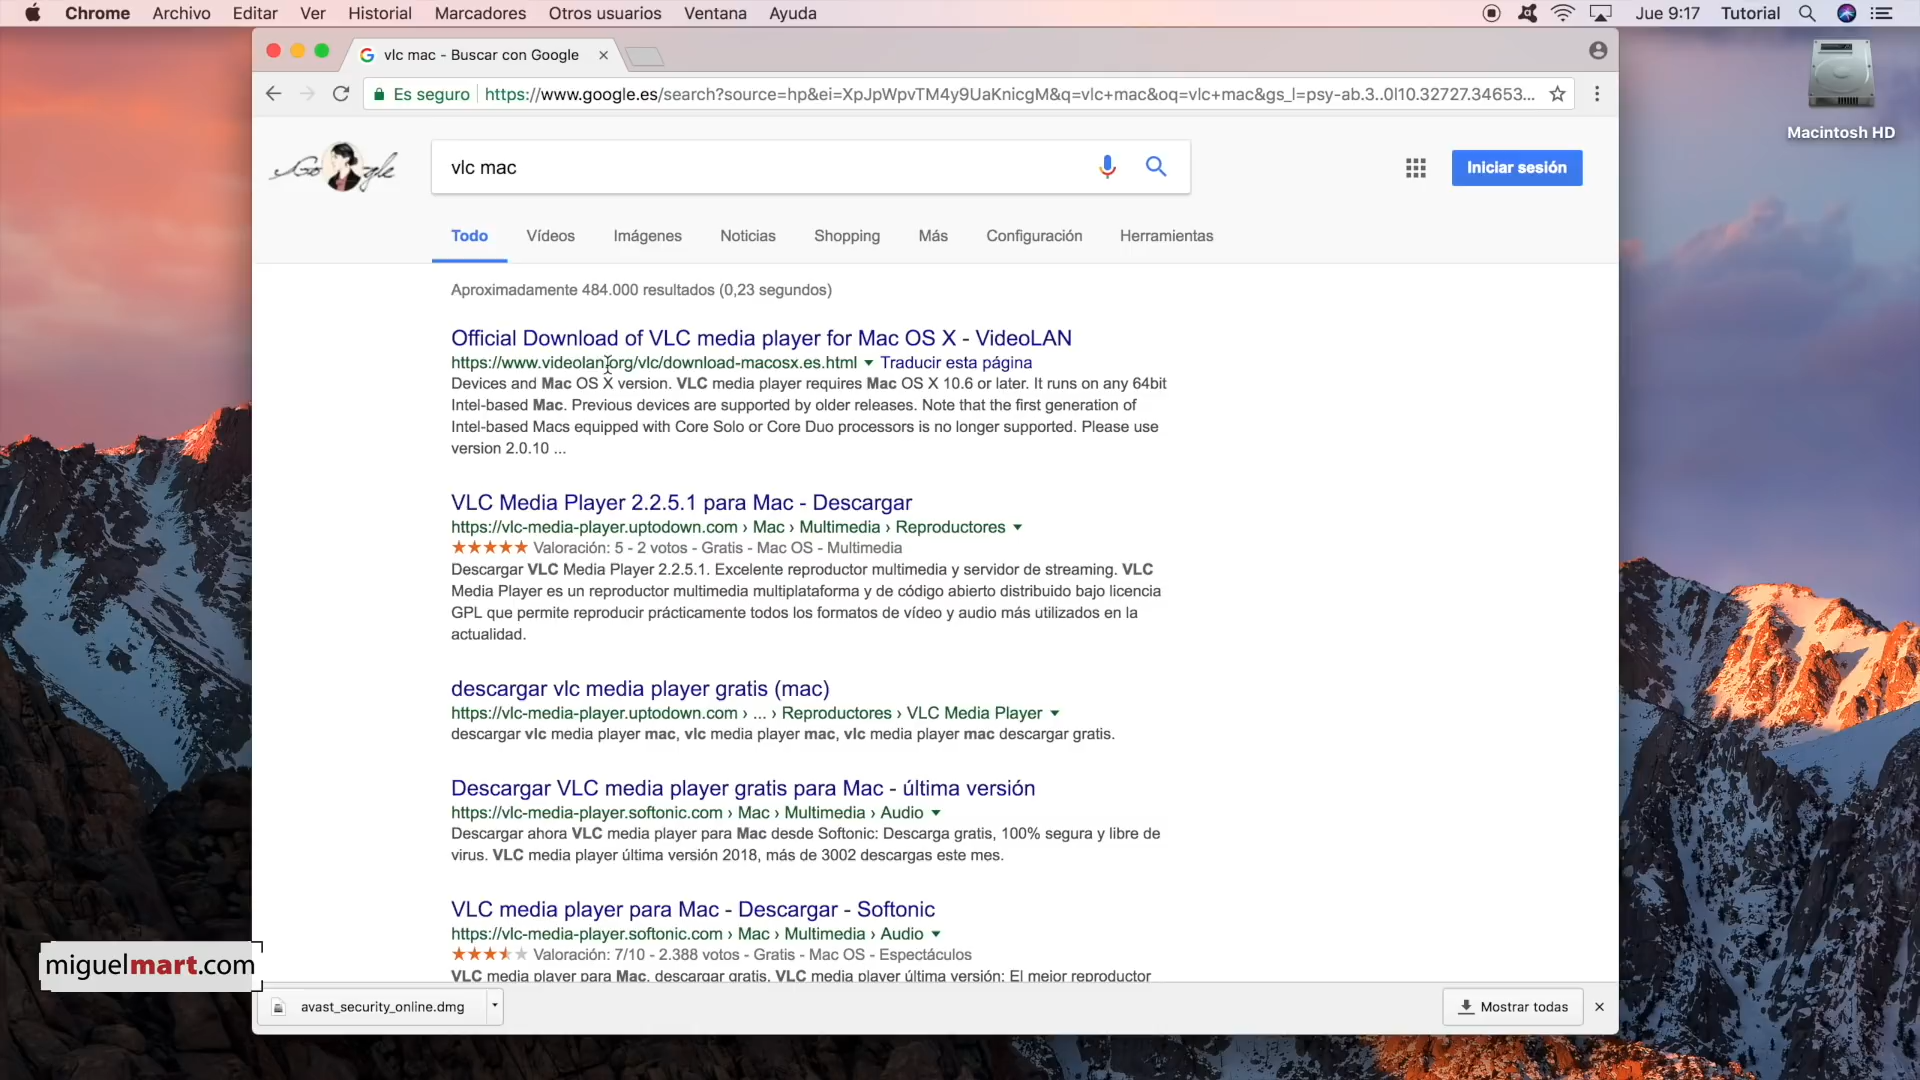 Chrome Archivo Editar Ver Historial Marcadores Otros usuarios Ventana Ayuda Jue 9:17 Tutorial
vlc mac - Buscar con Google
Es seguro https://www.google.es/search?source=hp&ei=XpJpWpvTM4y9UaKnicgM&q=vlc+mac&oq=vlc+mac&gs_l=psy-ab.3..0l10.32727.34653...
Macintosh HD
Google
vlc mac
Iniciar sesión
Todo Vídeos Imágenes Noticias Shopping Más Configuración Herramientas
Aproximadamente 484.000 resultados (0,23 segundos)
Official Download of VLC media player for Mac OS X - VideoLAN
https://www.videolan.org/vlc/download-macosx.es.html Traducir esta página
Devices and Mac OS X version. VLC media player requires Mac OS X 10.6 or later. It runs on any 64bit
Intel-based Mac. Previous devices are supported by older releases. Note that the first generation of
Intel-based Macs equipped with Core Solo or Core Duo processors is no longer supported. Please use
version 2.0.10 ...
VLC Media Player 2.2.5.1 para Mac - Descargar
https://vlc-media-player.uptodown.com › Mac › Multimedia › Reproductores
Valoración: 5 - 2 votos - Gratis - Mac OS - Multimedia
Descargar VLC Media Player 2.2.5.1. Excelente reproductor multimedia y servidor de streaming. VLC
Media Player es un reproductor multimedia multiplataforma y de código abierto distribuido bajo licencia
GPL que permite reproducir prácticamente todos los formatos de vídeo y audio más utilizados en la
actualidad.
descargar vlc media player gratis (mac)
https://vlc-media-player.uptodown.com › ... › Reproductores › VLC Media Player
descargar vlc media player mac, vlc media player mac, vlc media player mac descargar gratis.
Descargar VLC media player gratis para Mac - última versión
https://vlc-media-player.softonic.com › Mac › Multimedia › Audio
Descargar ahora VLC media player para Mac desde Softonic: Descarga gratis, 100% segura y libre de
virus. VLC media player última versión 2018, más de 3002 descargas este mes.
VLC media player para Mac - Descargar - Softonic
https://vlc-media-player.softonic.com › Mac › Multimedia › Audio
Valoración: 7/10 - 2.388 votos - Gratis - Mac OS - Espectáculos
VLC media player para Mac, descargar gratis. VLC media player última versión: El mejor reproductor
miguelmart.com
avast_security_online.dmg
Mostrar todas